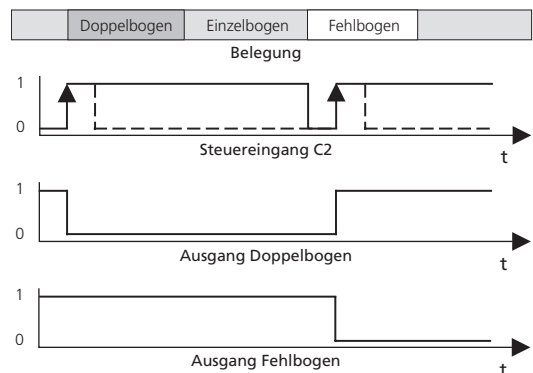 Doppelbogen Einzelbogen Fehlbogen
Belegung
1
0
Steuereingang C2
t
1
0
Ausgang Doppelbogen
t
1
0
Ausgang Fehlbogen
t